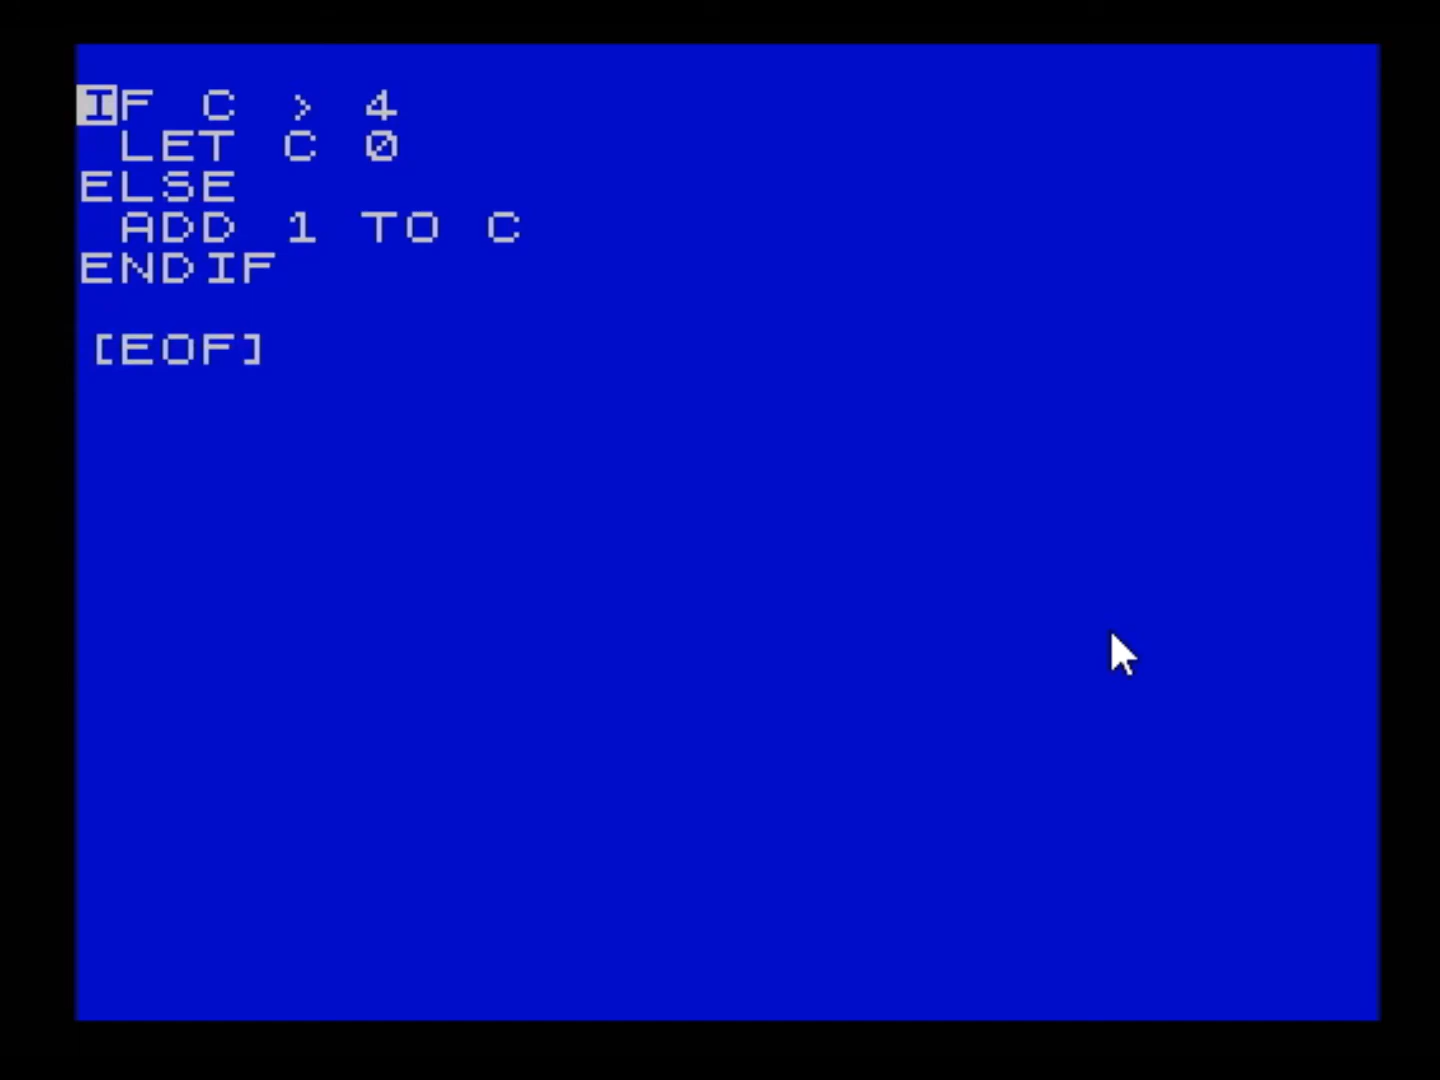 IF C > 4
LET C 0
ELSE
ADD 1 TO C
ENDIF
[EOF]